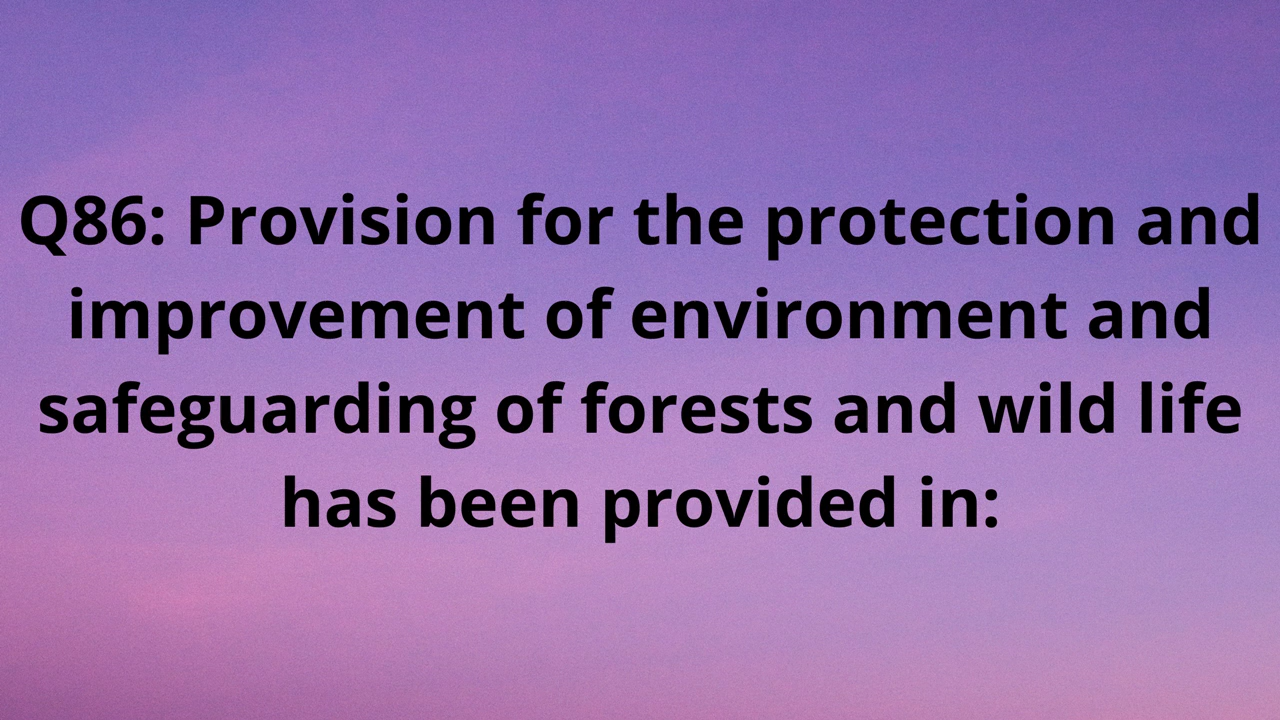 Q86: Provision for the protection and
improvement of environment and
safeguarding of forests and wild life
has been provided in: